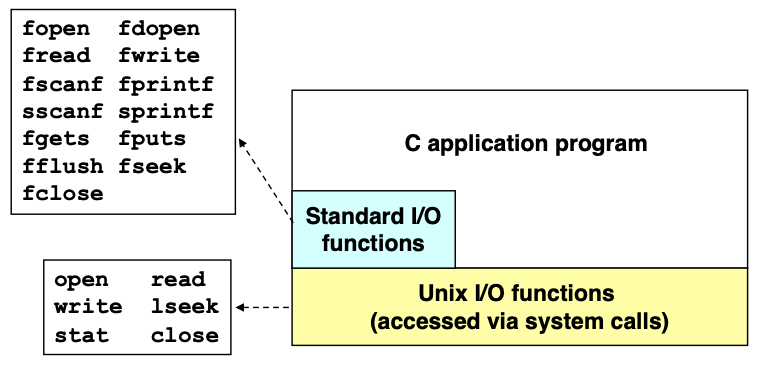 fopen fdopen
fread fwrite
fscanf fprintf
sscanf sprintf
fgets fputs
fflush fseek
fclose
C application program
Standard I/O
functions
open read
write lseek
stat close
Unix I/O functions
(accessed via system calls)